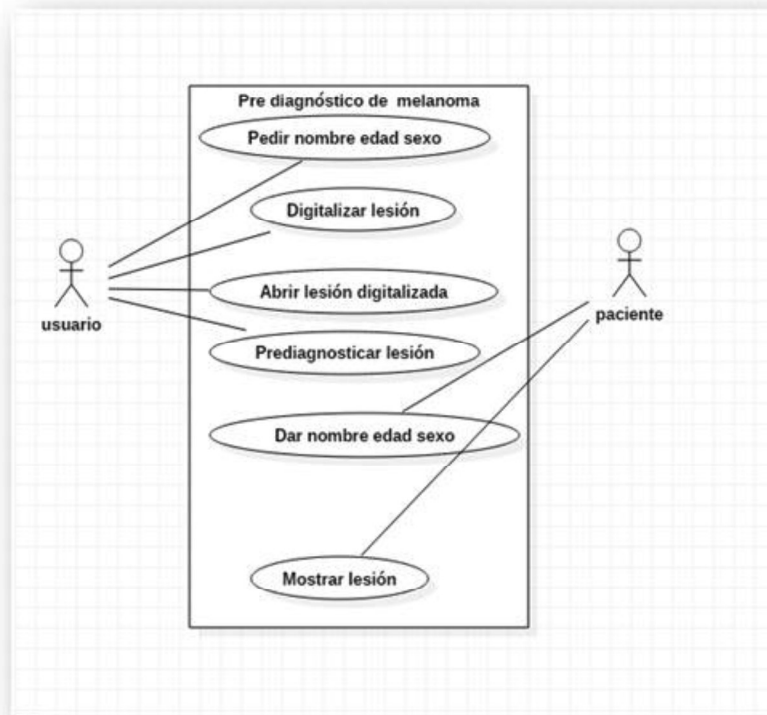 Pre diagnóstico de melanoma
Pedir nombre edad sexo
Digitalizar lesión
Abrir lesión digitalizada
usuario
paciente
Prediagnosticar lesión
Dar nombre edad sexo
Mostrar lesión